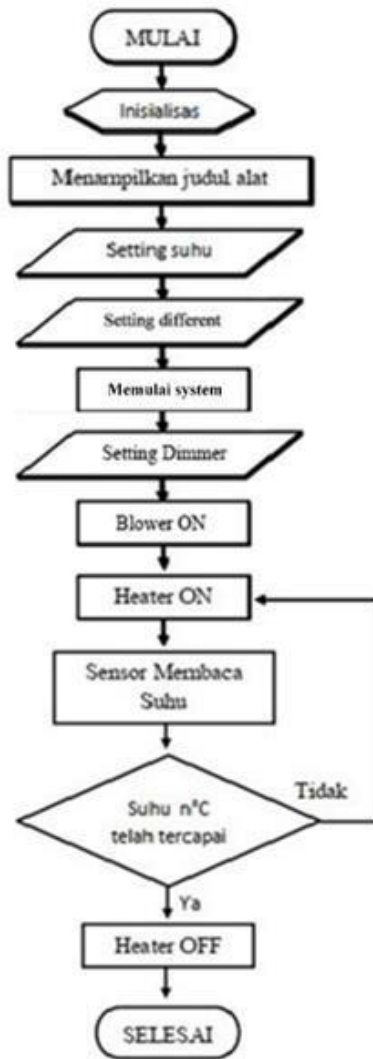 MULAI
Inisialisas
Menampilkan judul alat
Setting suhu
Setting different
Memulai system
Setting Dimmer
Blower ON
Heater ON
Sensor Membaca
Suhu
Suhu n°C
telah tercapai
Tidak
Ya
Heater OFF
SELESAI